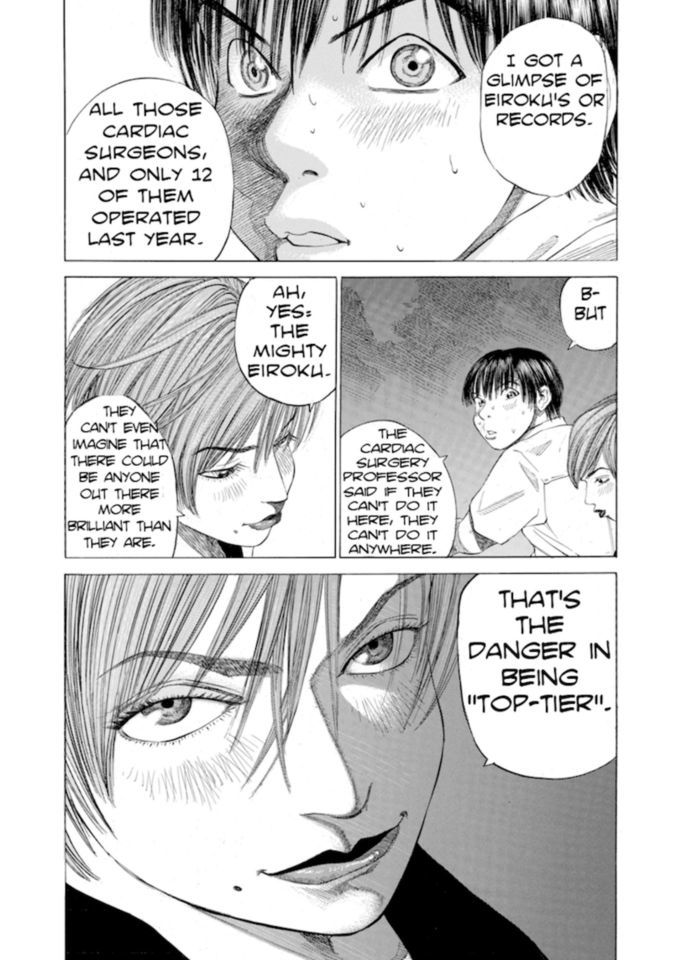 I GOT A
GLIMPSE OF
EIROKU'S OR
RECORDS.
ALL THOSE
CARDIAC
SURGEONS,
AND ONLY 12
OF THEM
OPERATED
LAST YEAR.
B-
BUT
THE
CARDIAC
SURGERY
PROFESSOR
SAID IF THEY
CAN'T DO IT
HERE, THEY
CAN'T DO IT
ANYWHERE.
AH,
YES:
THE
MIGHTY
EIROKU.
THEY
CAN'T EVEN
IMAGINE THAT
THERE COULD
BE ANYONE
OUT THERE
MORE
BRILLIANT THAN
THEY ARE.
THAT'S
THE
DANGER IN
BEING
"TOP-TIER".